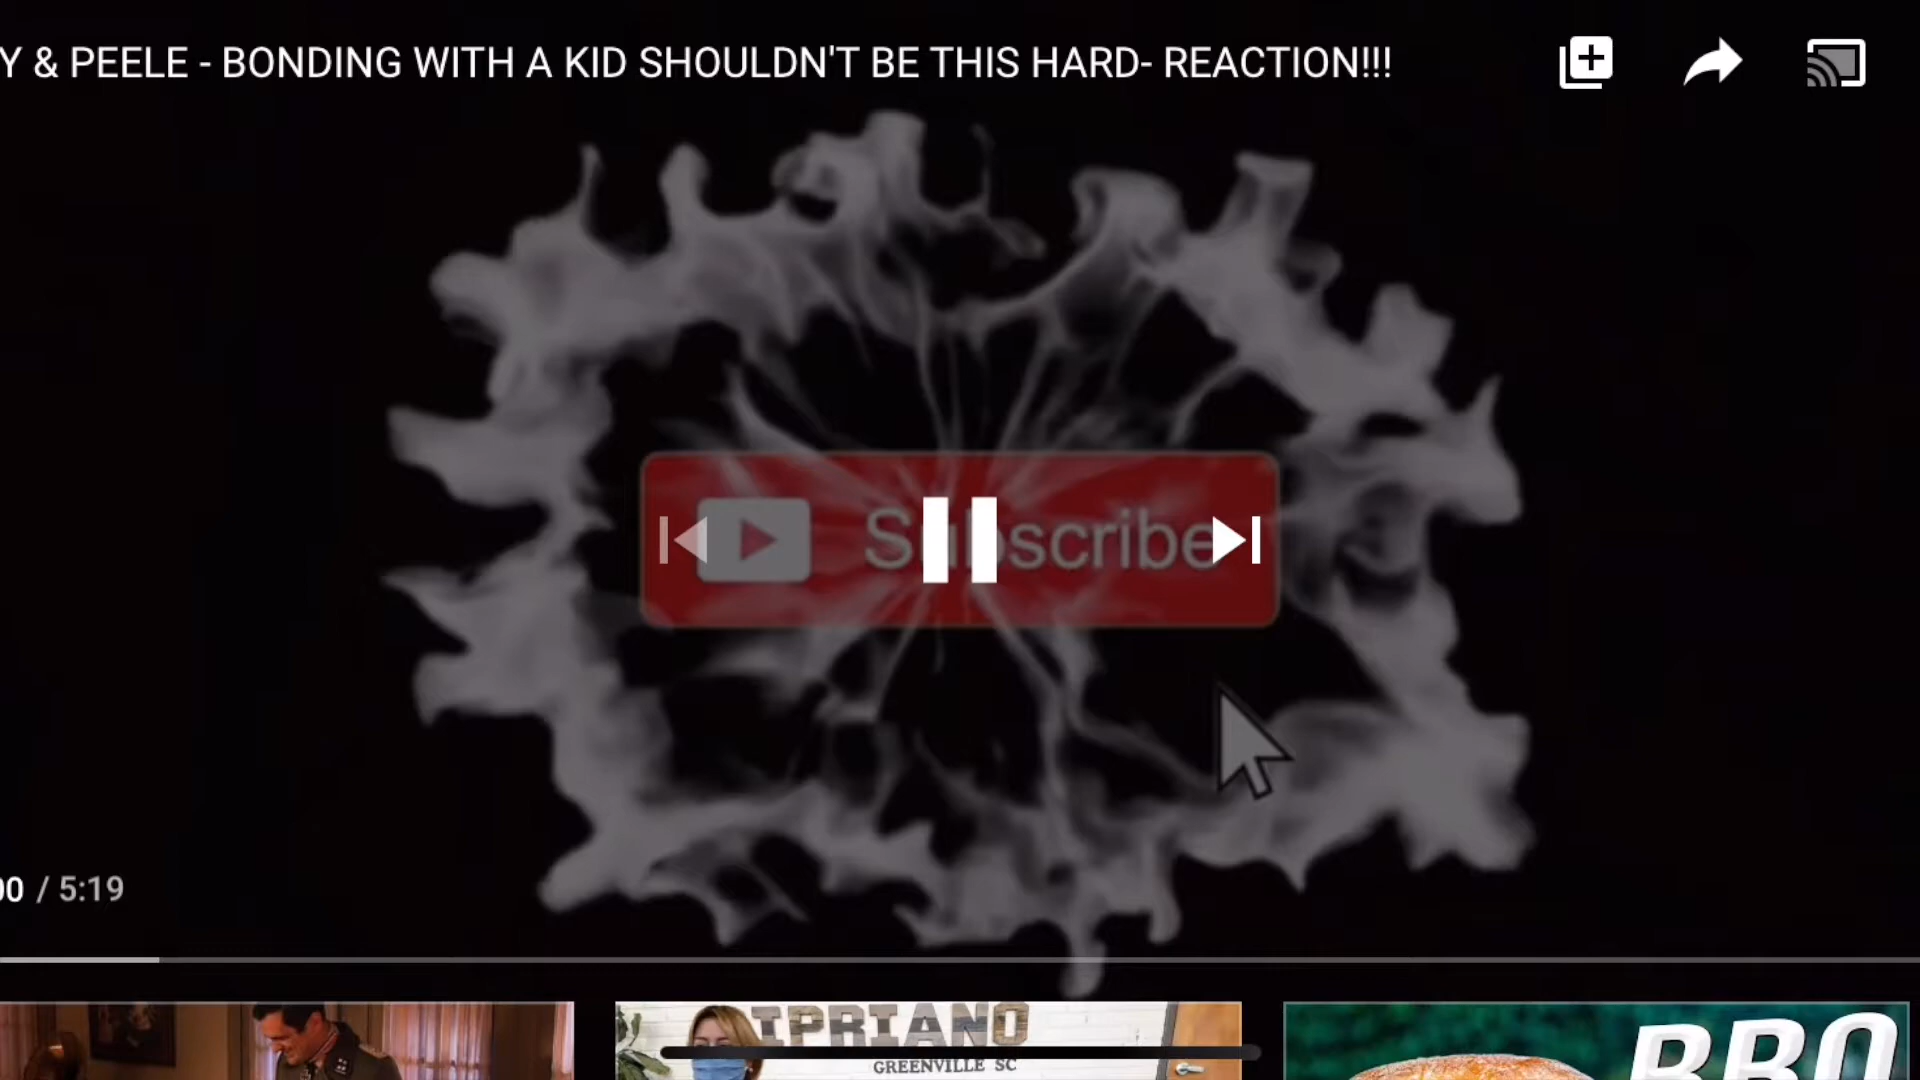 Y & PEELE - BONDING WITH A KID SHOULDN'T BE THIS HARD- REACTION!!!
Subscribe
00 / 5:19
IPRIANO
GREENVILLE SC
BBQ